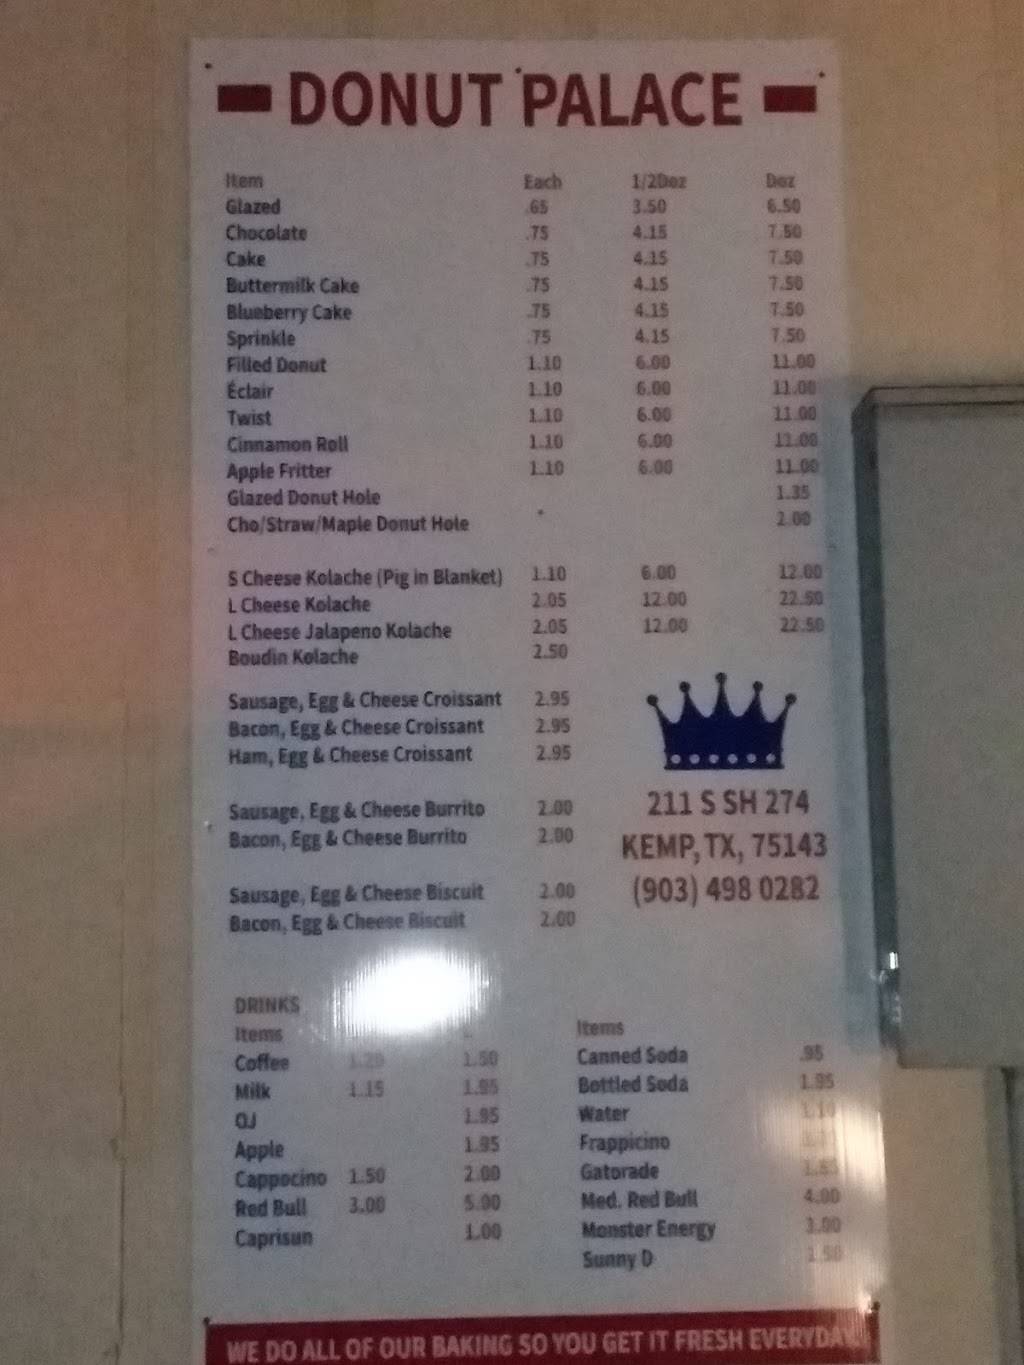 DONUT PALACE
Item Each 1/2Doz Doz
Glazed .65 3.50 6.50
Chocolate .75 4.15 7.50
Cake .75 4.15 7.50
Buttermilk Cake .75 4.15 7.50
Blueberry Cake .75 4.15 7.50
Sprinkle .75 4.15 7.50
Filled Donut 1.10 6.00 11.00
Éclair 1.10 6.00 11.00
Twist 1.10 6.00 11.00
Cinnamon Roll 1.10 6.00 11.00
Apple Fritter 1.10 6.00 11.00
Glazed Donut Hole 1.35
Cho/Straw/Maple Donut Hole 2.00
S Cheese Kolache (Pig in Blanket) 1.10 6.00 12.00
L Cheese Kolache 2.05 12.00 22.50
L Cheese Jalapeno Kolache 2.05 12.00 22.50
Boudin Kolache 2.50
Sausage, Egg & Cheese Croissant 2.95
Bacon, Egg & Cheese Croissant 2.95
Ham, Egg & Cheese Croissant 2.95
Sausage, Egg & Cheese Burrito 2.00
Bacon, Egg & Cheese Burrito 2.00
Sausage, Egg & Cheese Biscuit 2.00
Bacon, Egg & Cheese Biscuit 2.00
211 S SH 274
KEMP, TX, 75143
(903) 498 0282
DRINKS
Items
Coffee 1.20 1.50
Milk 1.15 1.95
OJ 1.95
Apple 1.95
Cappocino 1.50 2.00
Red Bull 3.00 5.00
Caprisun 1.00
Items
Canned Soda .95
Bottled Soda 1.95
Water
Frappicino
Gatorade
Med. Red Bull 4.00
Monster Energy 3.00
Sunny D 1.50
WE DO ALL OF OUR BAKING SO YOU GET IT FRESH EVERYDAY